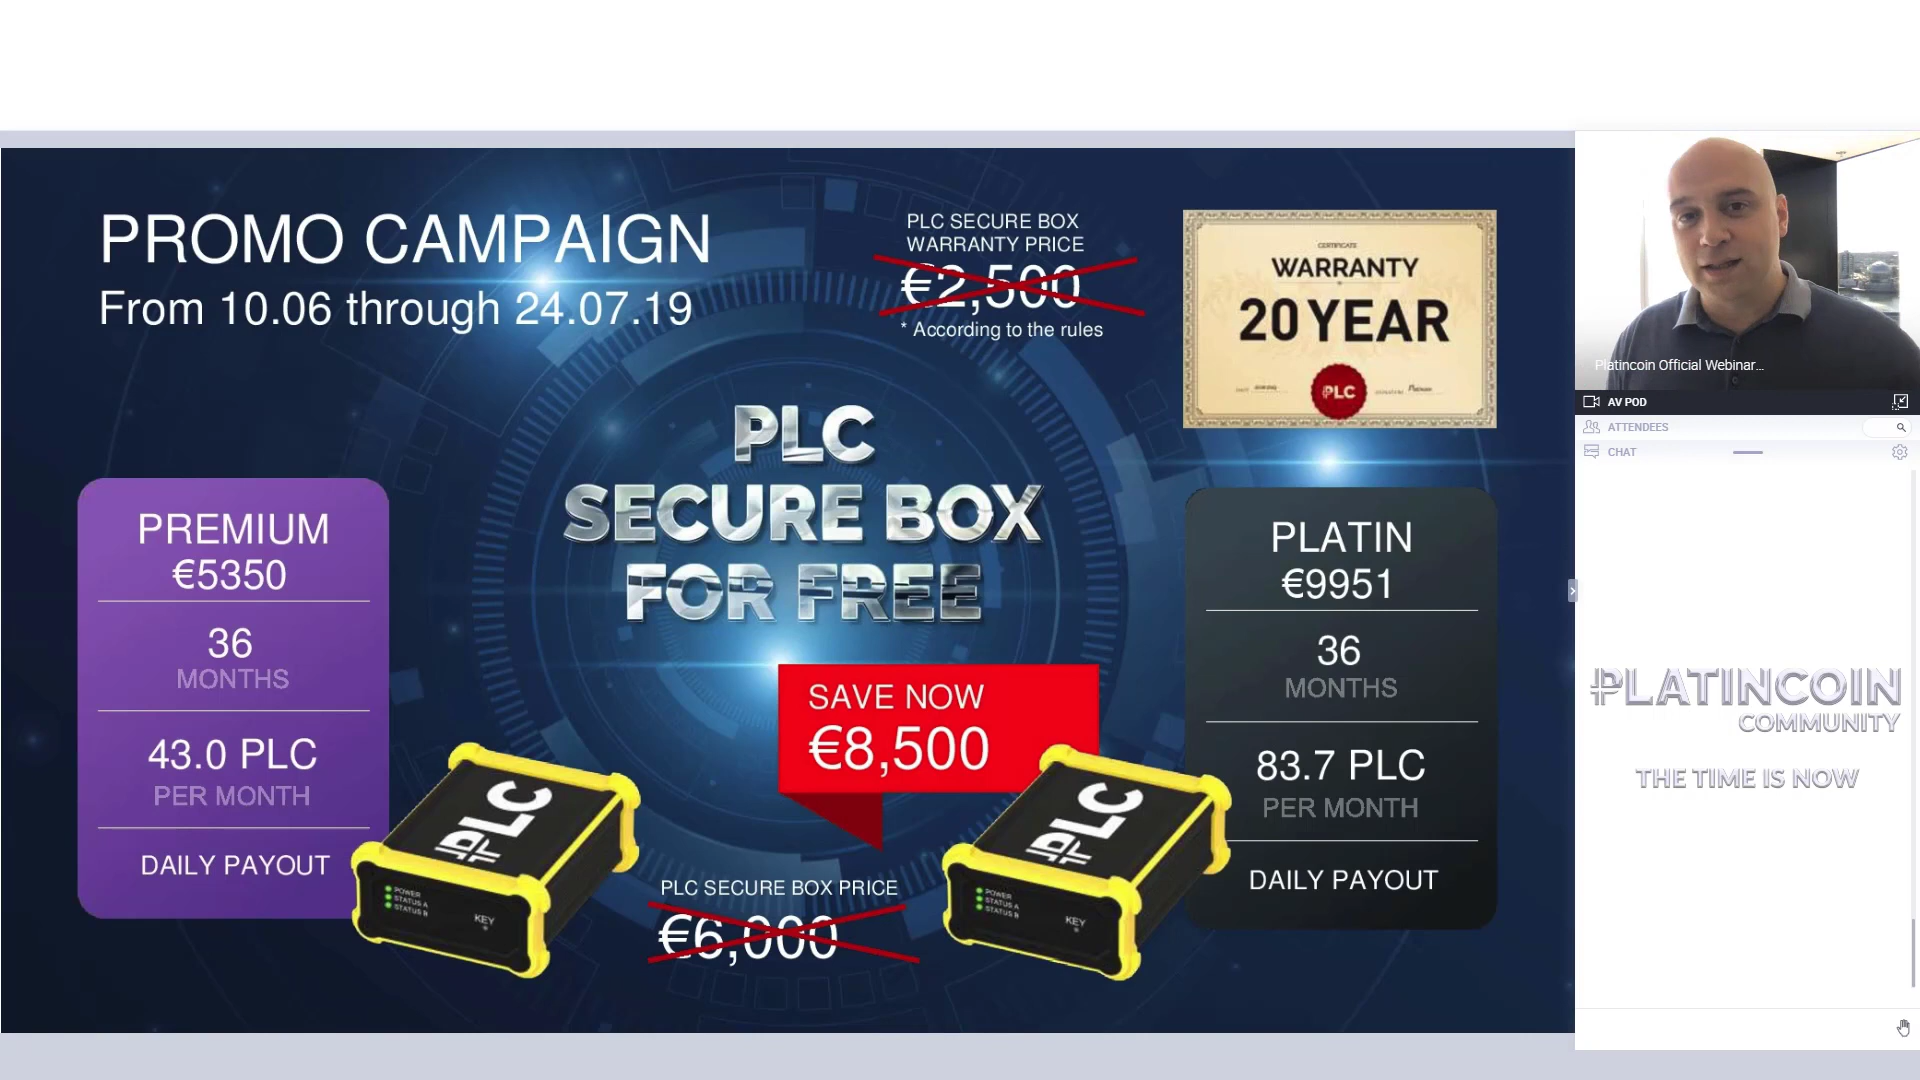 PROMO CAMPAIGN
From 10.06 through 24.07.19
PLC SECURE BOX
WARRANTY PRICE
€2,500
* According to the rules
CERTIFICATE
WARRANTY
20 YEAR
PLC
PLC
SECURE BOX
FOR FREE
PREMIUM
€5350
36
MONTHS
43.0 PLC
PER MONTH
DAILY PAYOUT
SAVE NOW
€8,500
PLC
POWER
STATUS A
STATUS B
KEY
PLC SECURE BOX PRICE
€6,000
PLC
POWER
STATUS A
STATUS B
KEY
PLATIN
€9951
36
MONTHS
83.7 PLC
PER MONTH
DAILY PAYOUT
Platincoin Official Webinar...
AV POD
ATTENDEES
CHAT
PLATINCOIN
COMMUNITY
THE TIME IS NOW